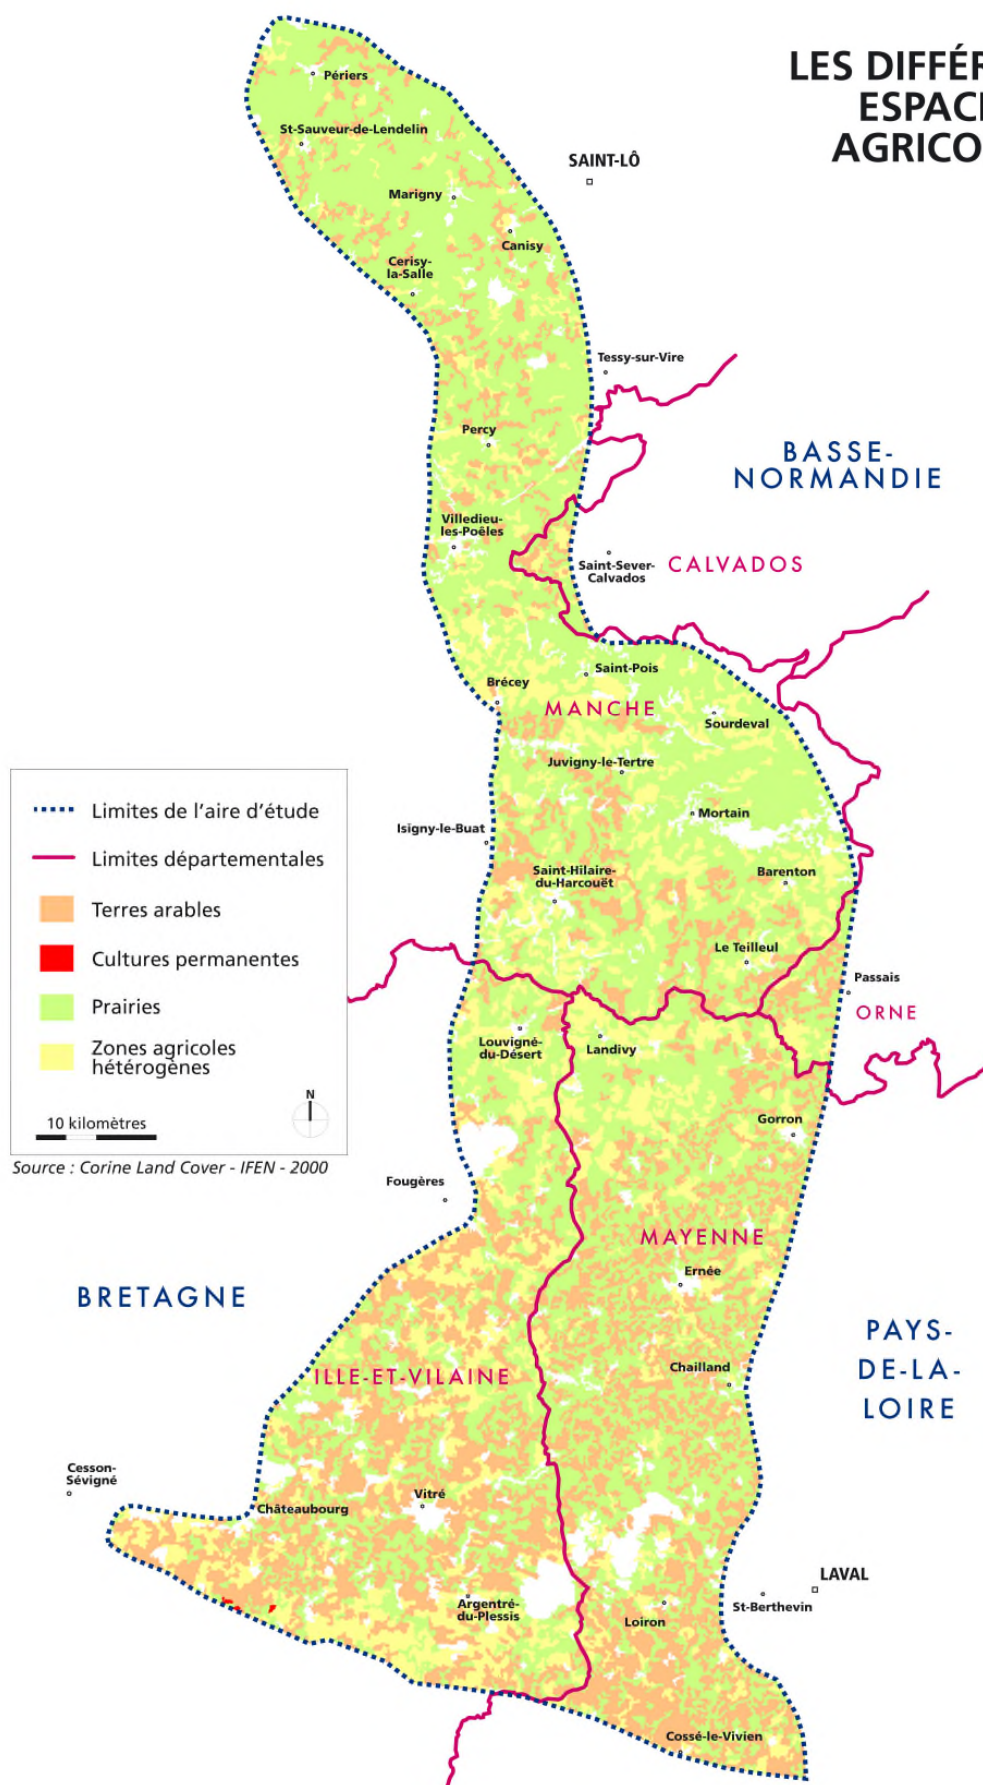 LES DIFFÉR
ESPACI
AGRICO
Périers
St-Sauveur-de-Lendelin
SAINT-LÔ
Marigny
Canisy
Cerisy-
la-Salle
Tessy-sur-Vire
Percy
BASSE-
NORMANDIE
Villedieu-
les-Poêles
Saint-Sever-
Calvados
CALVADOS
Saint-Pois
Brécey
MANCHE
Sourdeval
Juvigny-le-Tertre
Mortain
Isigny-le-Buat
Saint-Hilaire-
du-Harcouët
Barenton
Le Teilleul
Passais
ORNE
Limites de l'aire d'étude
Limites départementales
Terres arables
Cultures permanentes
Prairies
Zones agricoles
hétérogènes
10 kilomètres
N
Source : Corine Land Cover - IFEN - 2000
Louvigné-
du-Désert
Landivy
Gorron
Fougères
MAYENNE
Ernée
BRETAGNE
PAYS-
DE-LA-
LOIRE
Chailland
ILLE-ET-VILAINE
Cesson-
Sévigné
Vitré
Châteaubourg
LAVAL
St-Berthevin
Argentré-
du-Plessis
Loiron
Cossé-le-Vivien